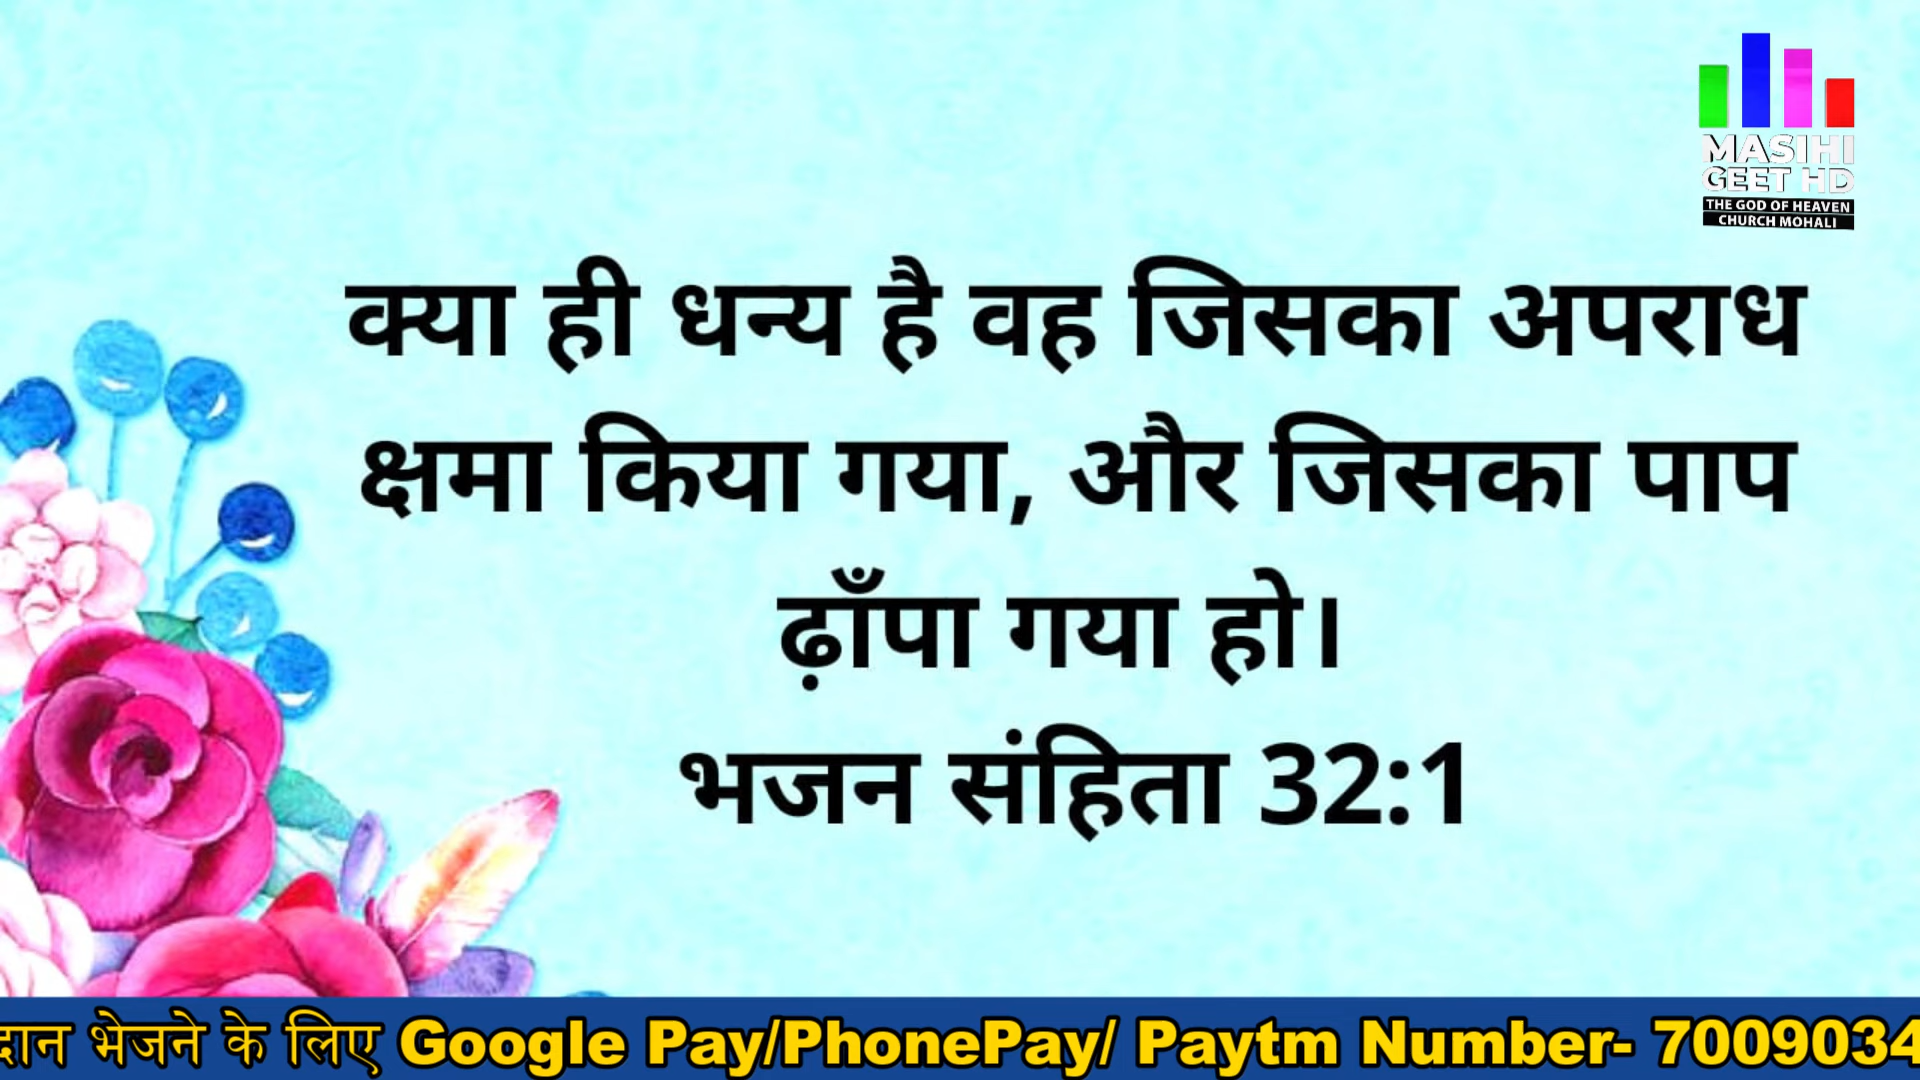 MASIHI
GEET HD
THE GOD OF HEAVEN
CHURCH MOHALI
क्या ही धन्य है वह जिसका अपराध
क्षमा किया गया, और जिसका पाप
ढ़ाँपा गया हो।
भजन संहिता 32:1
दान भेजने के लिए Google Pay/PhonePay/ Paytm Number- 7009034